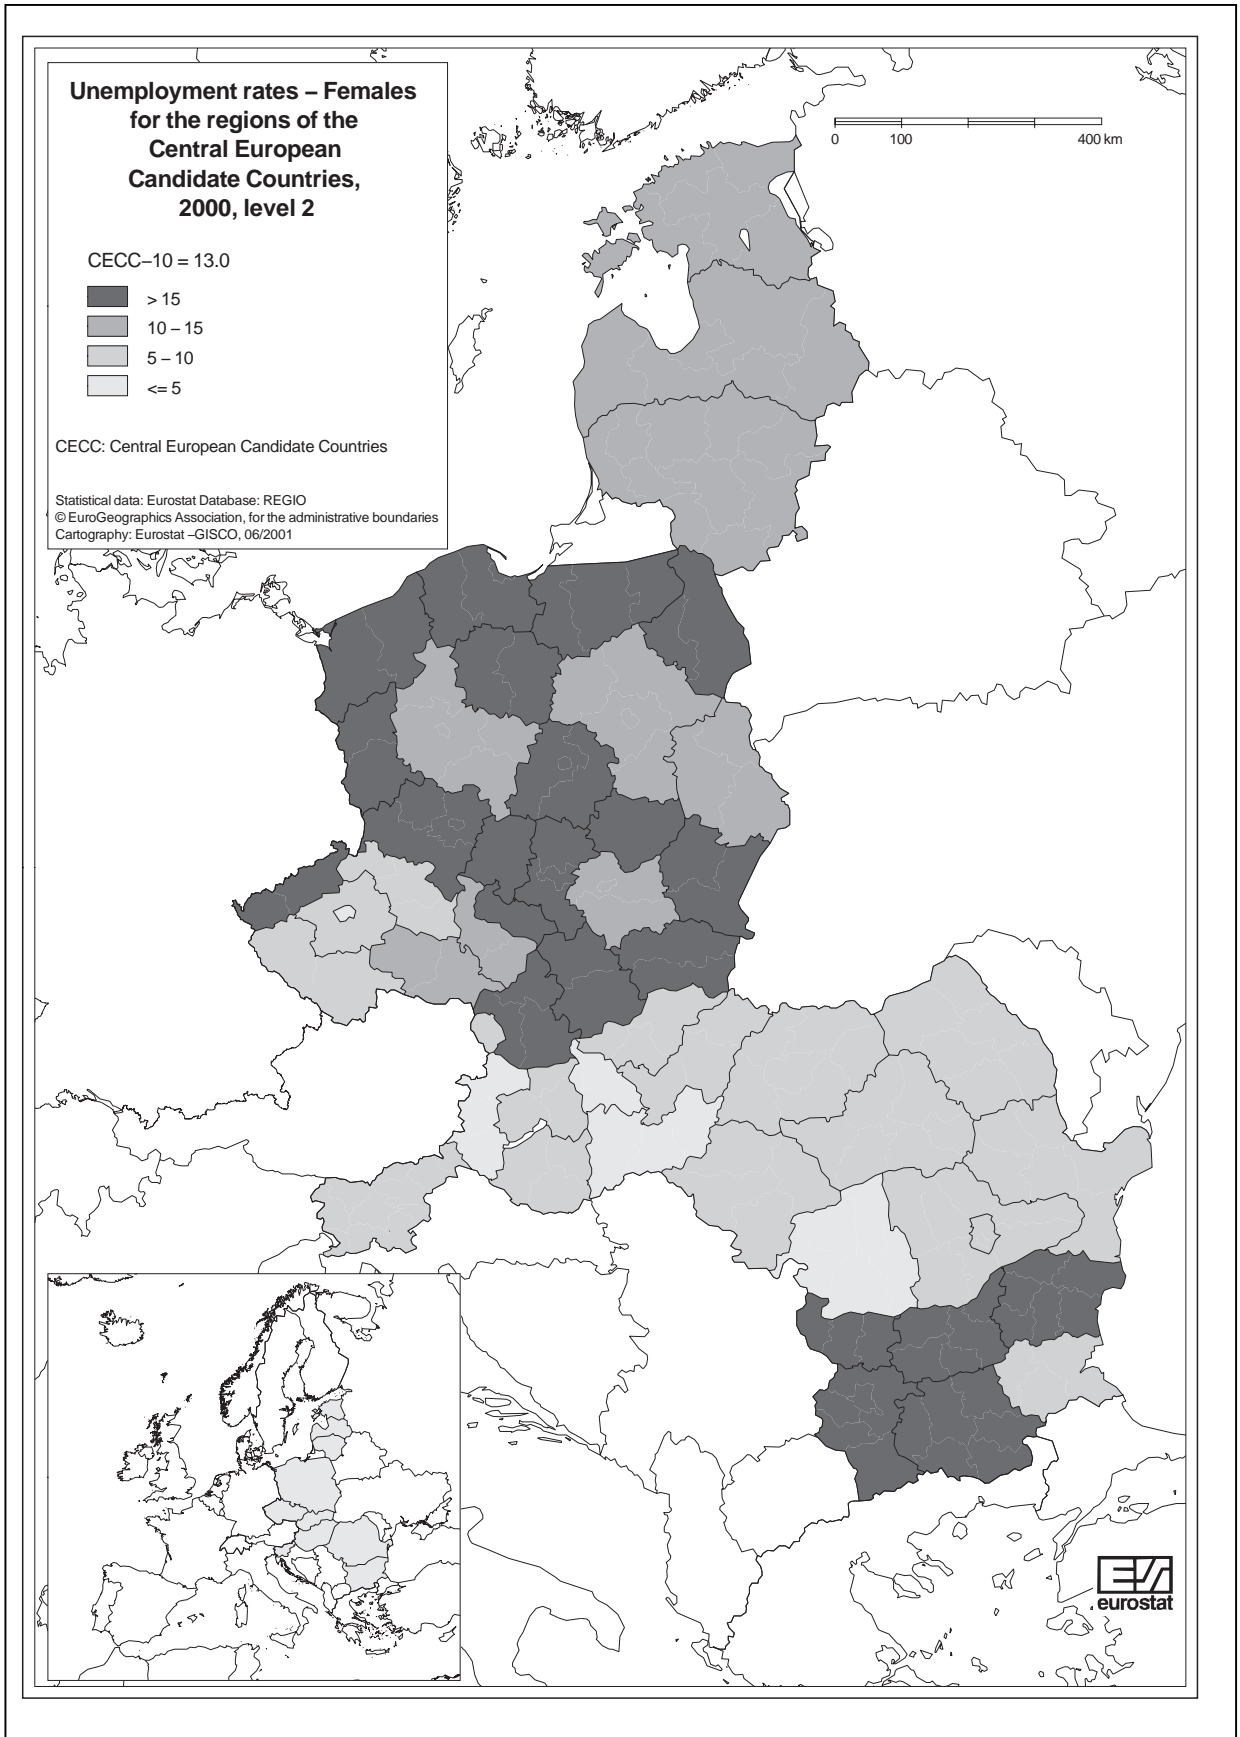 Unemployment rates – Females
for the regions of the
Central European
Candidate Countries,
2000, level 2
CECC–10 = 13.0
> 15
10 – 15
5 – 10
<= 5
CECC: Central European Candidate Countries
Statistical data: Eurostat Database: REGIO
© EuroGeographics Association, for the administrative boundaries
Cartography: Eurostat –GISCO, 06/2001
0 100 400 km
eurostat